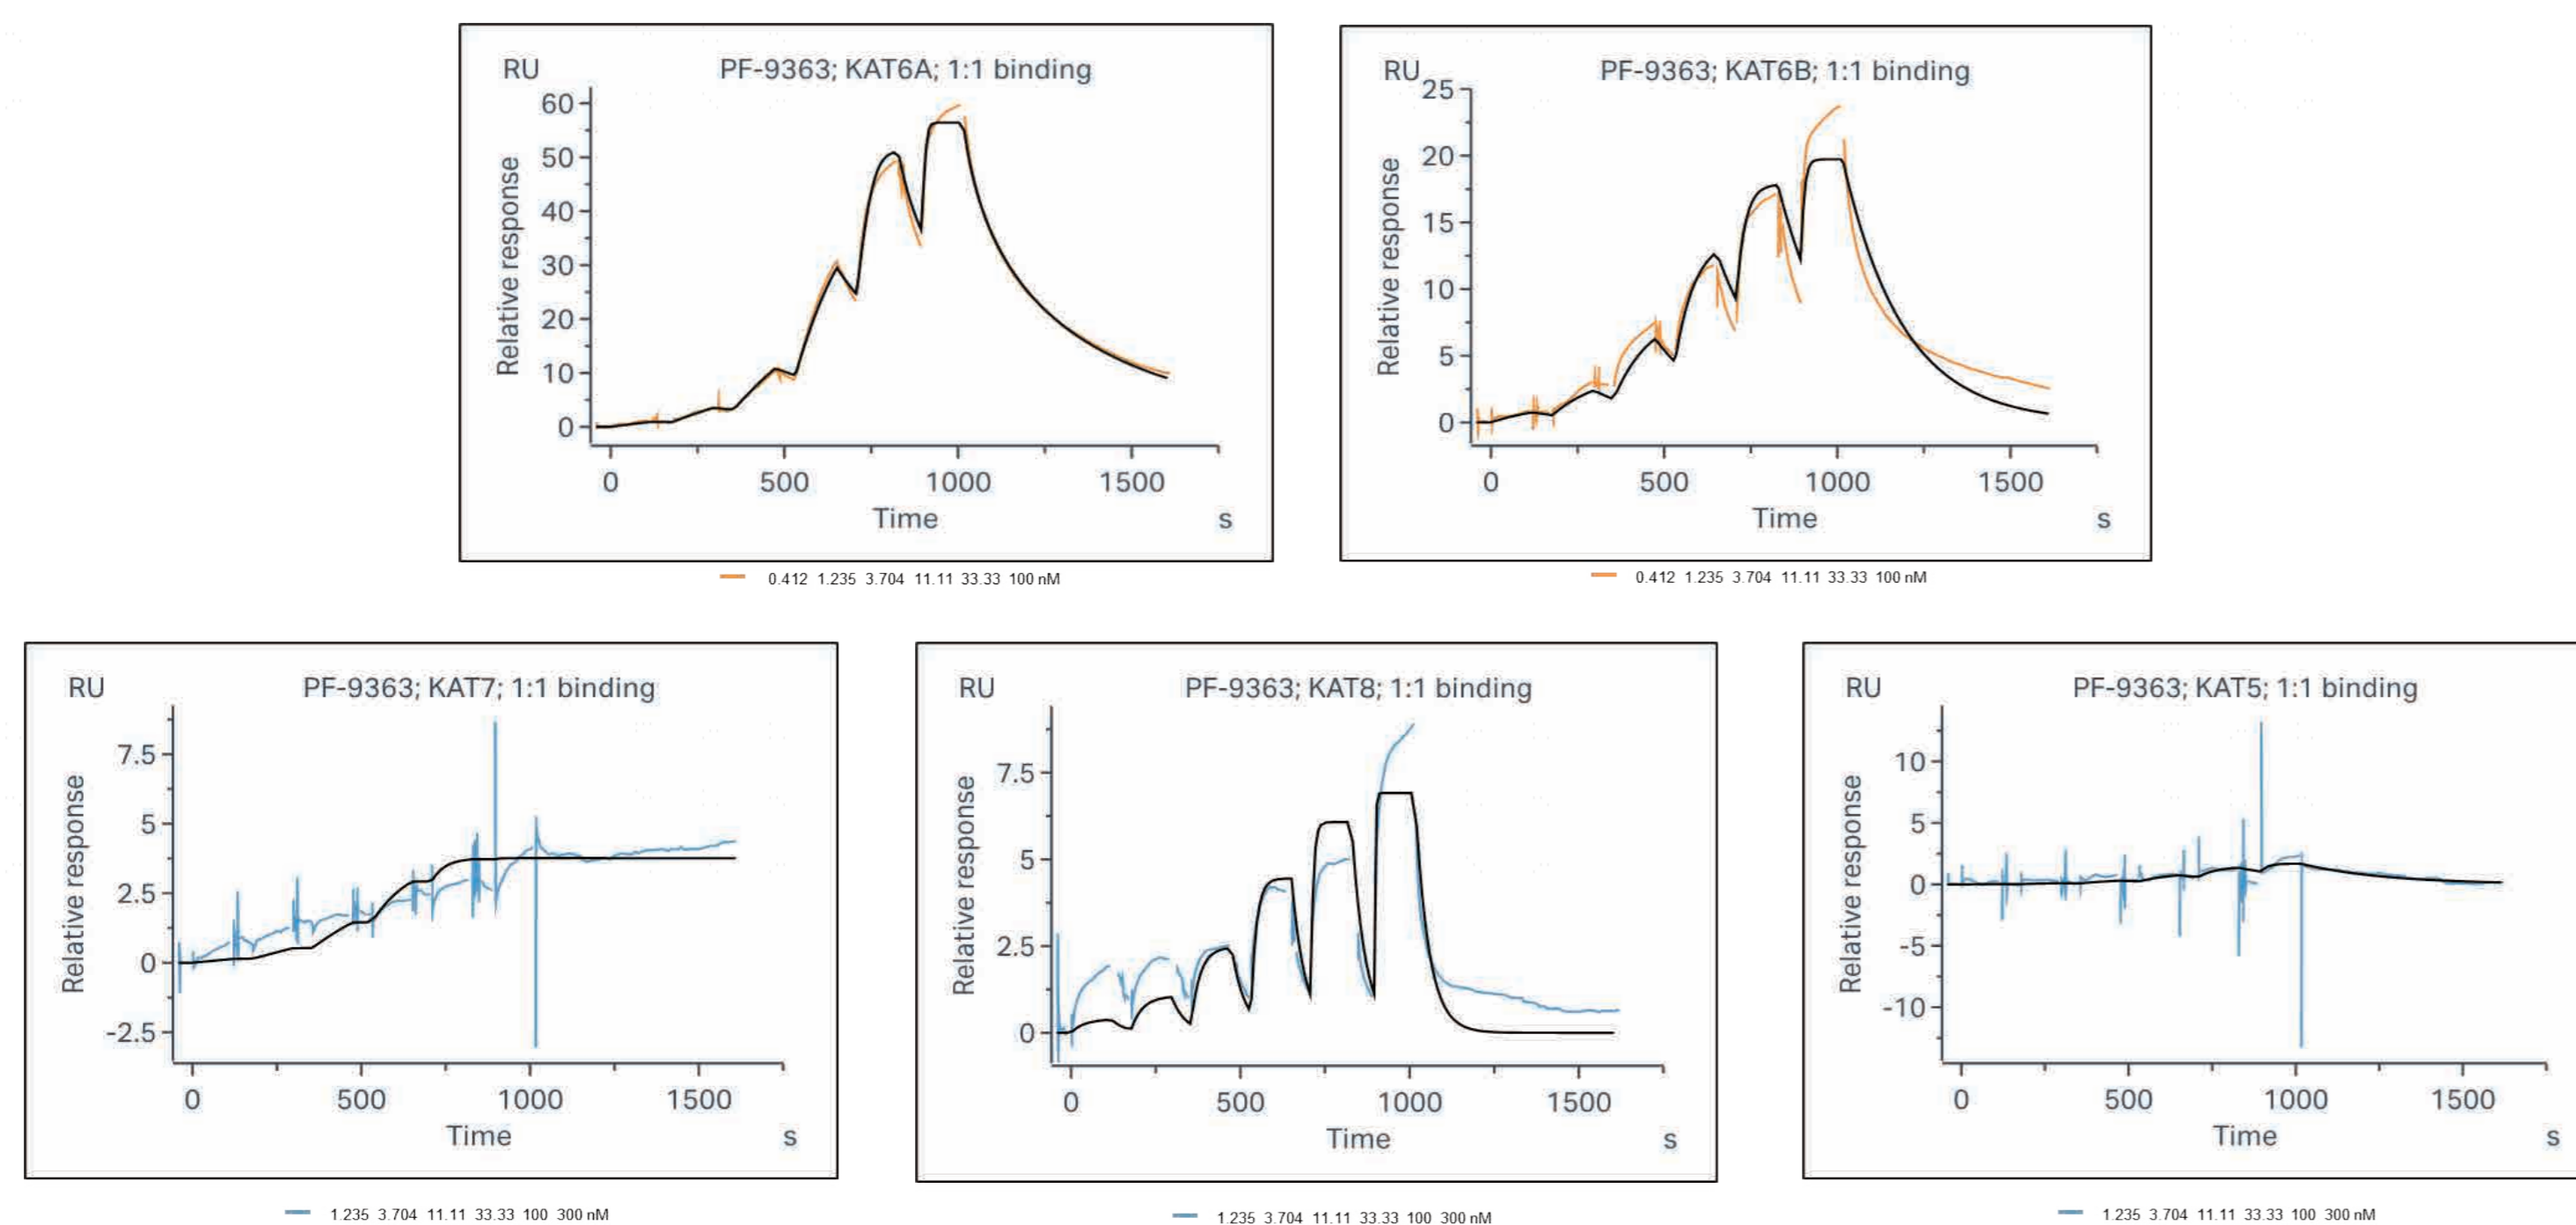 RU
PF-9363; KAT6A; 1:1 binding
60
50
40
30
20
10
0
Relative response
0 500 1000 1500
Time s
0.412 1.235 3.704 11.11 33.33 100 nM
RU
PF-9363; KAT6B; 1:1 binding
25
20
15
10
5
0
Relative response
0 500 1000 1500
Time s
0.412 1.235 3.704 11.11 33.33 100 nM
RU
PF-9363; KAT7; 1:1 binding
7.5
5
2.5
0
-2.5
Relative response
0 500 1000 1500
Time s
1.235 3.704 11.11 33.33 100 300 nM
RU
PF-9363; KAT8; 1:1 binding
7.5
5
2.5
0
Relative response
0 500 1000 1500
Time s
1.235 3.704 11.11 33.33 100 300 nM
RU
PF-9363; KAT5; 1:1 binding
10
5
0
-5
-10
Relative response
0 500 1000 1500
Time s
1.235 3.704 11.11 33.33 100 300 nM